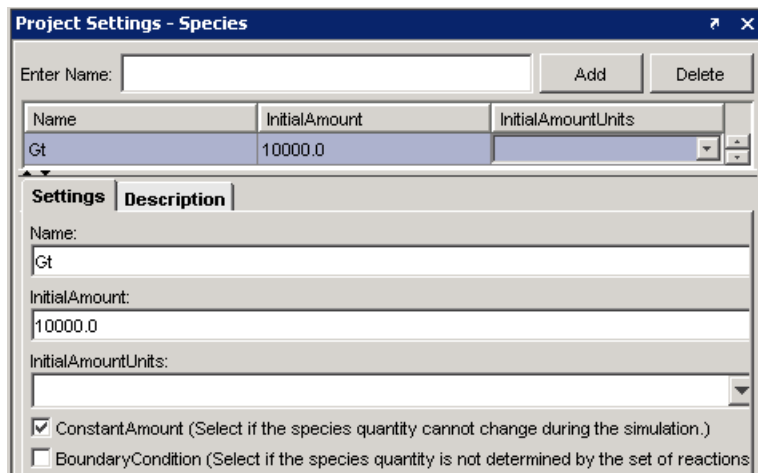 Project Settings - Species
Enter Name: Add Delete
Name InitialAmount InitialAmountUnits
Gt 10000.0
Settings Description
Name:
Gt
InitialAmount:
10000.0
InitialAmountUnits:
ConstantAmount (Select if the species quantity cannot change during the simulation.)
BoundaryCondition (Select if the species quantity is not determined by the set of reactions